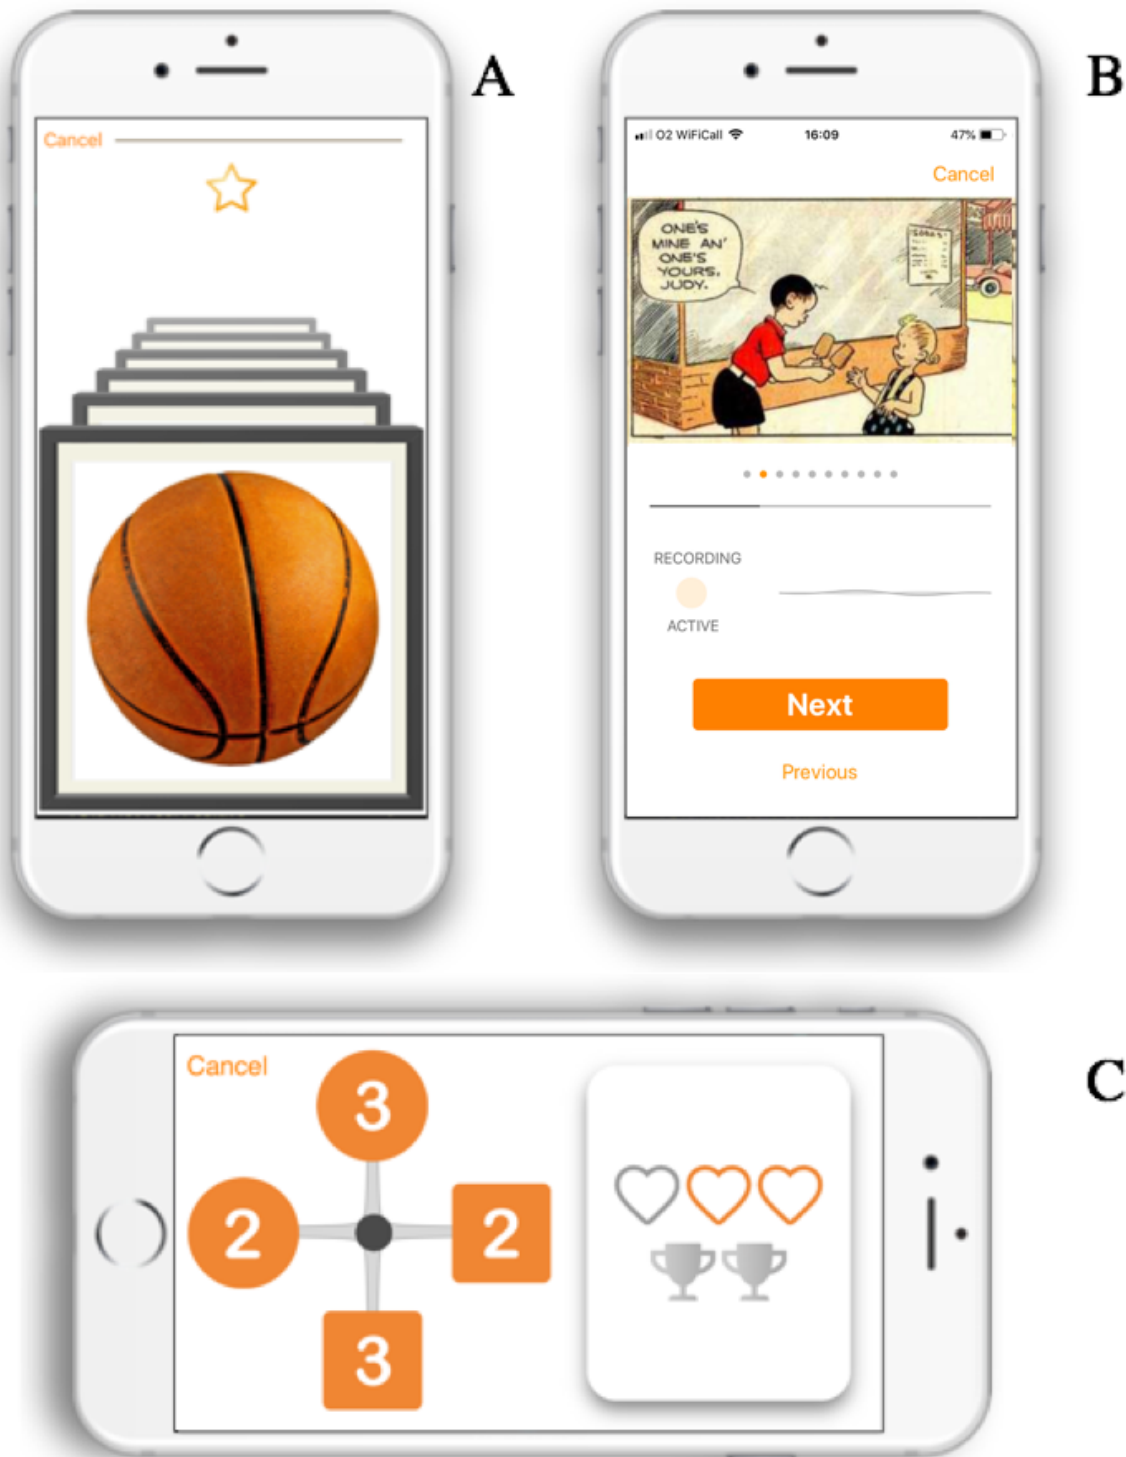 A
Cancel
B
O2 WiFiCall 16:09 47%
Cancel
ONE'S
MINE AN'
ONE'S
YOURS,
JUDY.
RECORDING
ACTIVE
Next
Previous
C
Cancel
3
2
2
3